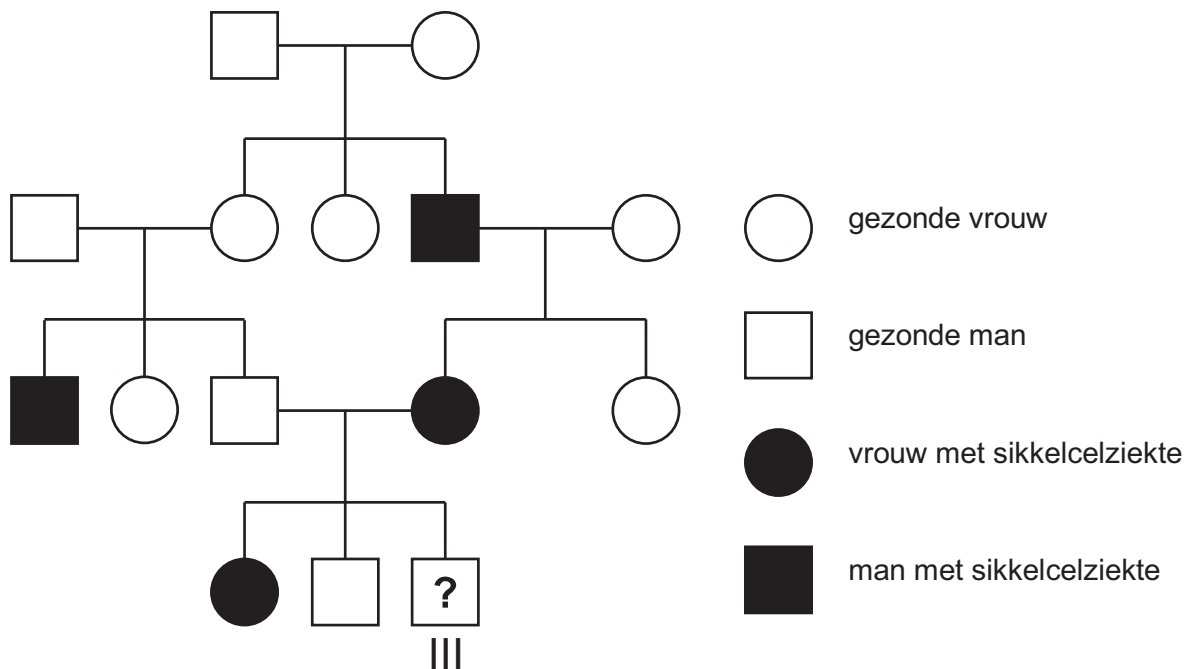 gezonde vrouw
gezonde man
vrouw met sikkelcelziekte
man met sikkelcelziekte
?
III